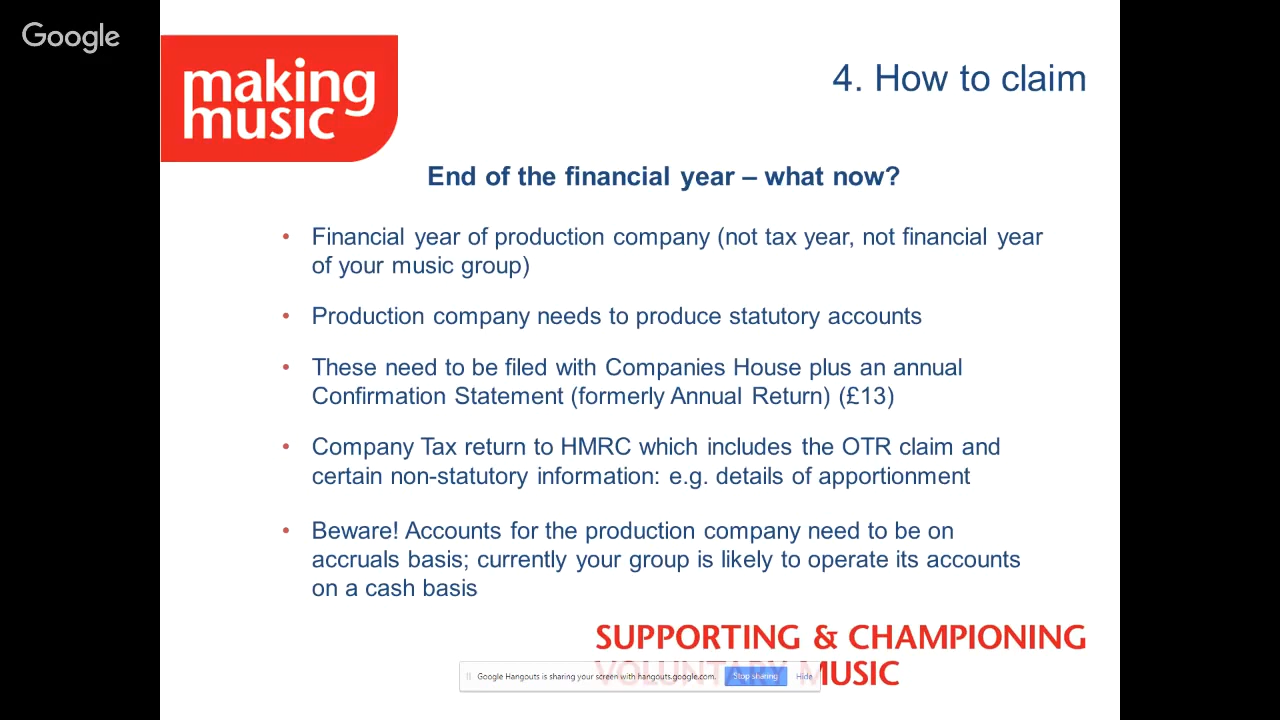 Google
making
music
4. How to claim
End of the financial year – what now?
• Financial year of production company (not tax year, not financial year
of your music group)
• Production company needs to produce statutory accounts
• These need to be filed with Companies House plus an annual
Confirmation Statement (formerly Annual Return) (£13)
• Company Tax return to HMRC which includes the OTR claim and
certain non-statutory information: e.g. details of apportionment
• Beware! Accounts for the production company need to be on
accruals basis; currently your group is likely to operate its accounts
on a cash basis
SUPPORTING & CHAMPIONING
VOLUNTARY MUSIC
Google Hangouts is sharing your screen with hangouts.google.com.
Stop sharing
Hide